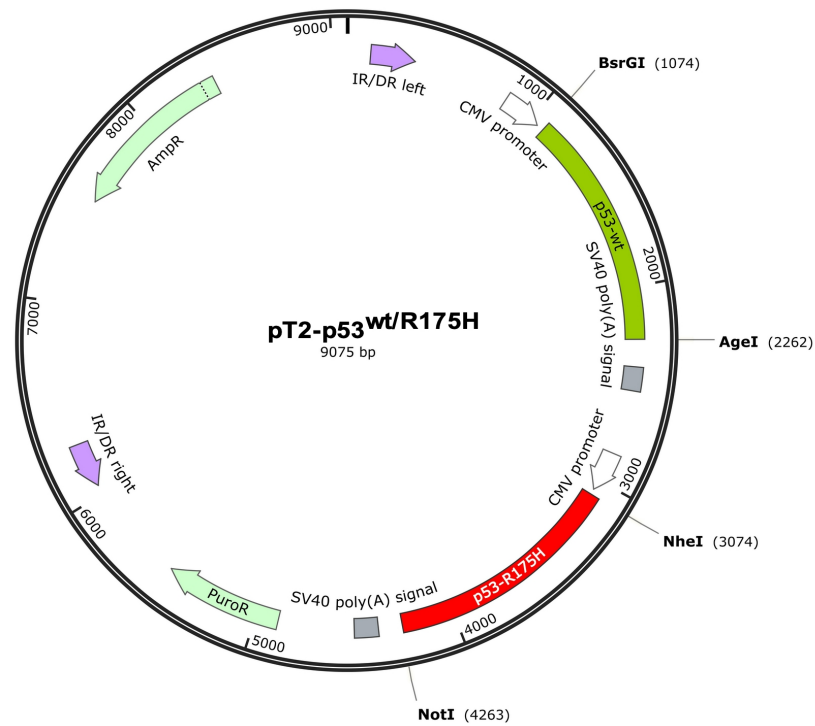 9000
IR/DR left
1000
BsrGI (1074)
CMV promoter
8000
AmpR
p53-wt
2000
SV40 poly(A) signal
7000
pT2-p53wt/R175H
9075 bp
AgeI (2262)
CMV promoter
3000
IR/DR right
NheI (3074)
6000
p53-R175H
SV40 poly(A) signal
PuroR
4000
5000
NotI (4263)